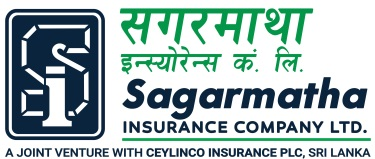 सगरमाथा
इन्स्योरेन्स कं. लि.
Sagarmatha
INSURANCE COMPANY LTD.
A JOINT VENTURE WITH CEYLINCO INSURANCE PLC, SRI LANKA